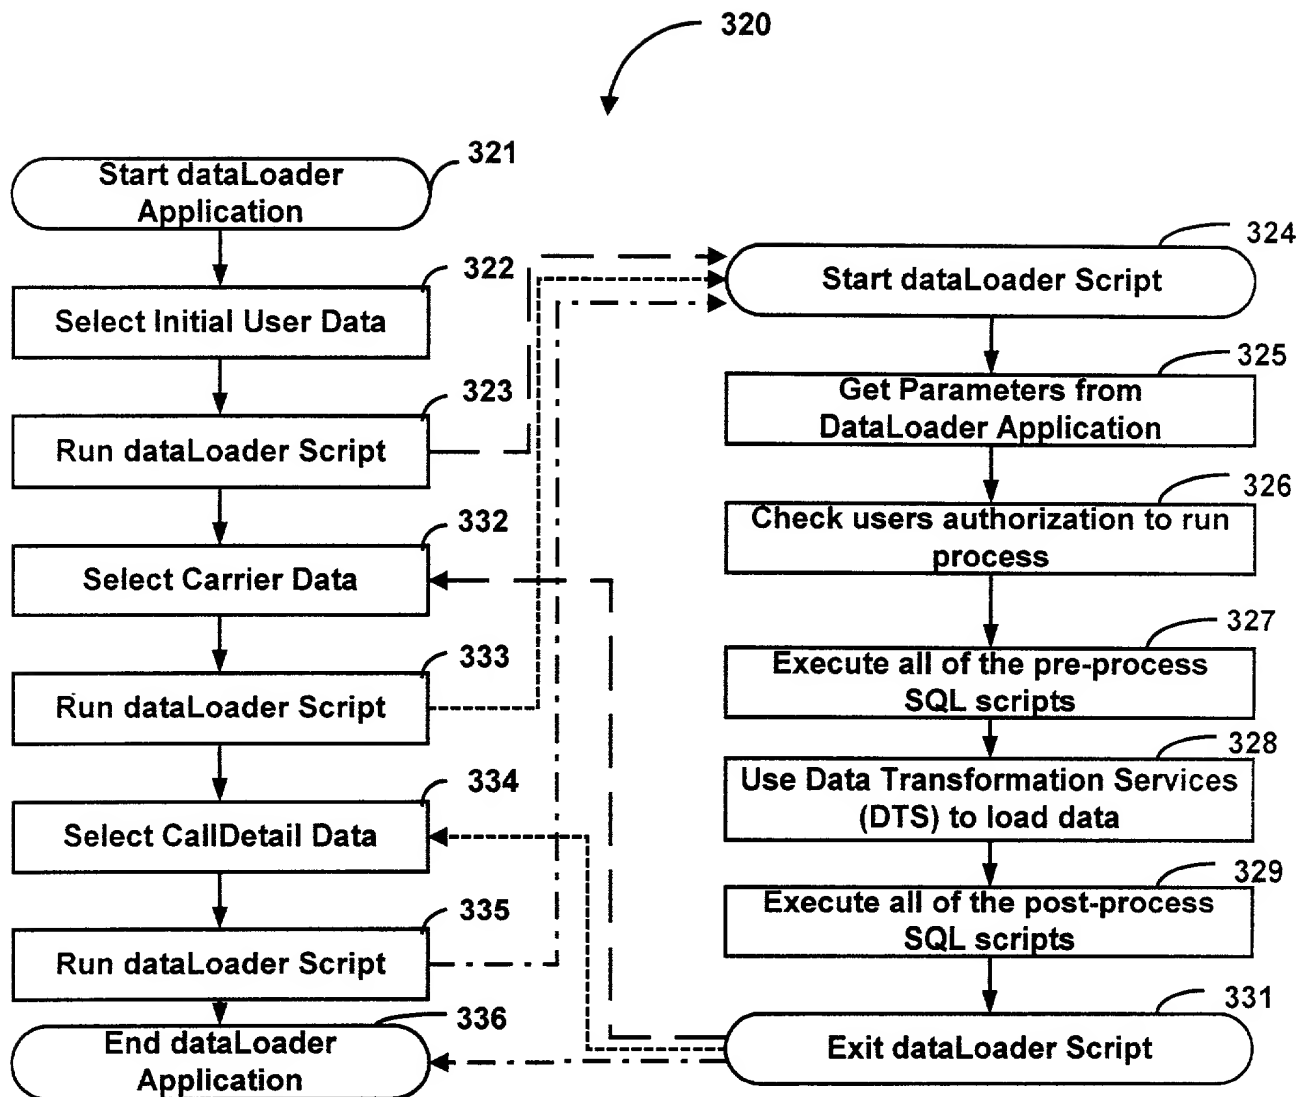 320
321
Start dataLoader
Application
322
Select Initial User Data
323
Run dataLoader Script
332
Select Carrier Data
333
Run dataLoader Script
334
Select CallDetail Data
335
Run dataLoader Script
336
End dataLoader
Application
324
Start dataLoader Script
325
Get Parameters from
DataLoader Application
326
Check users authorization to run
process
327
Execute all of the pre-process
SQL scripts
328
Use Data Transformation Services
(DTS) to load data
329
Execute all of the post-process
SQL scripts
331
Exit dataLoader Script